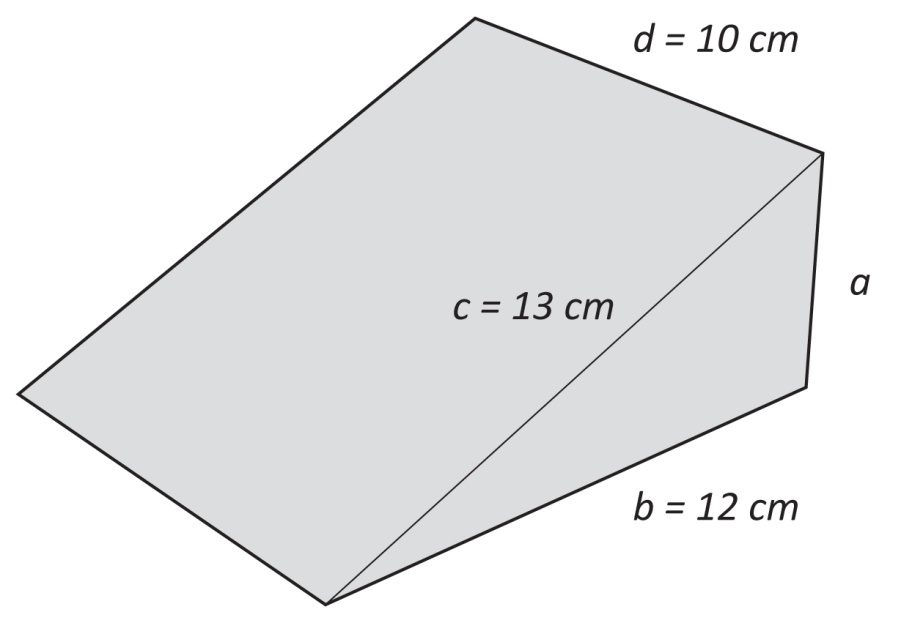 d = 10 cm
a
c = 13 cm
b = 12 cm